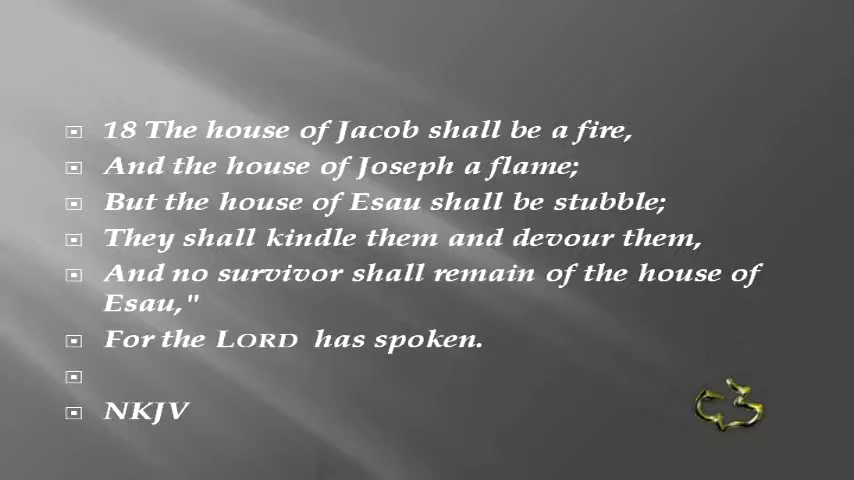 18 The house of Jacob shall be a fire,
And the house of Joseph a flame;
But the house of Esau shall be stubble;
They shall kindle them and devour them,
And no survivor shall remain of the house of
Esau,"
For the LORD has spoken.
NKJV